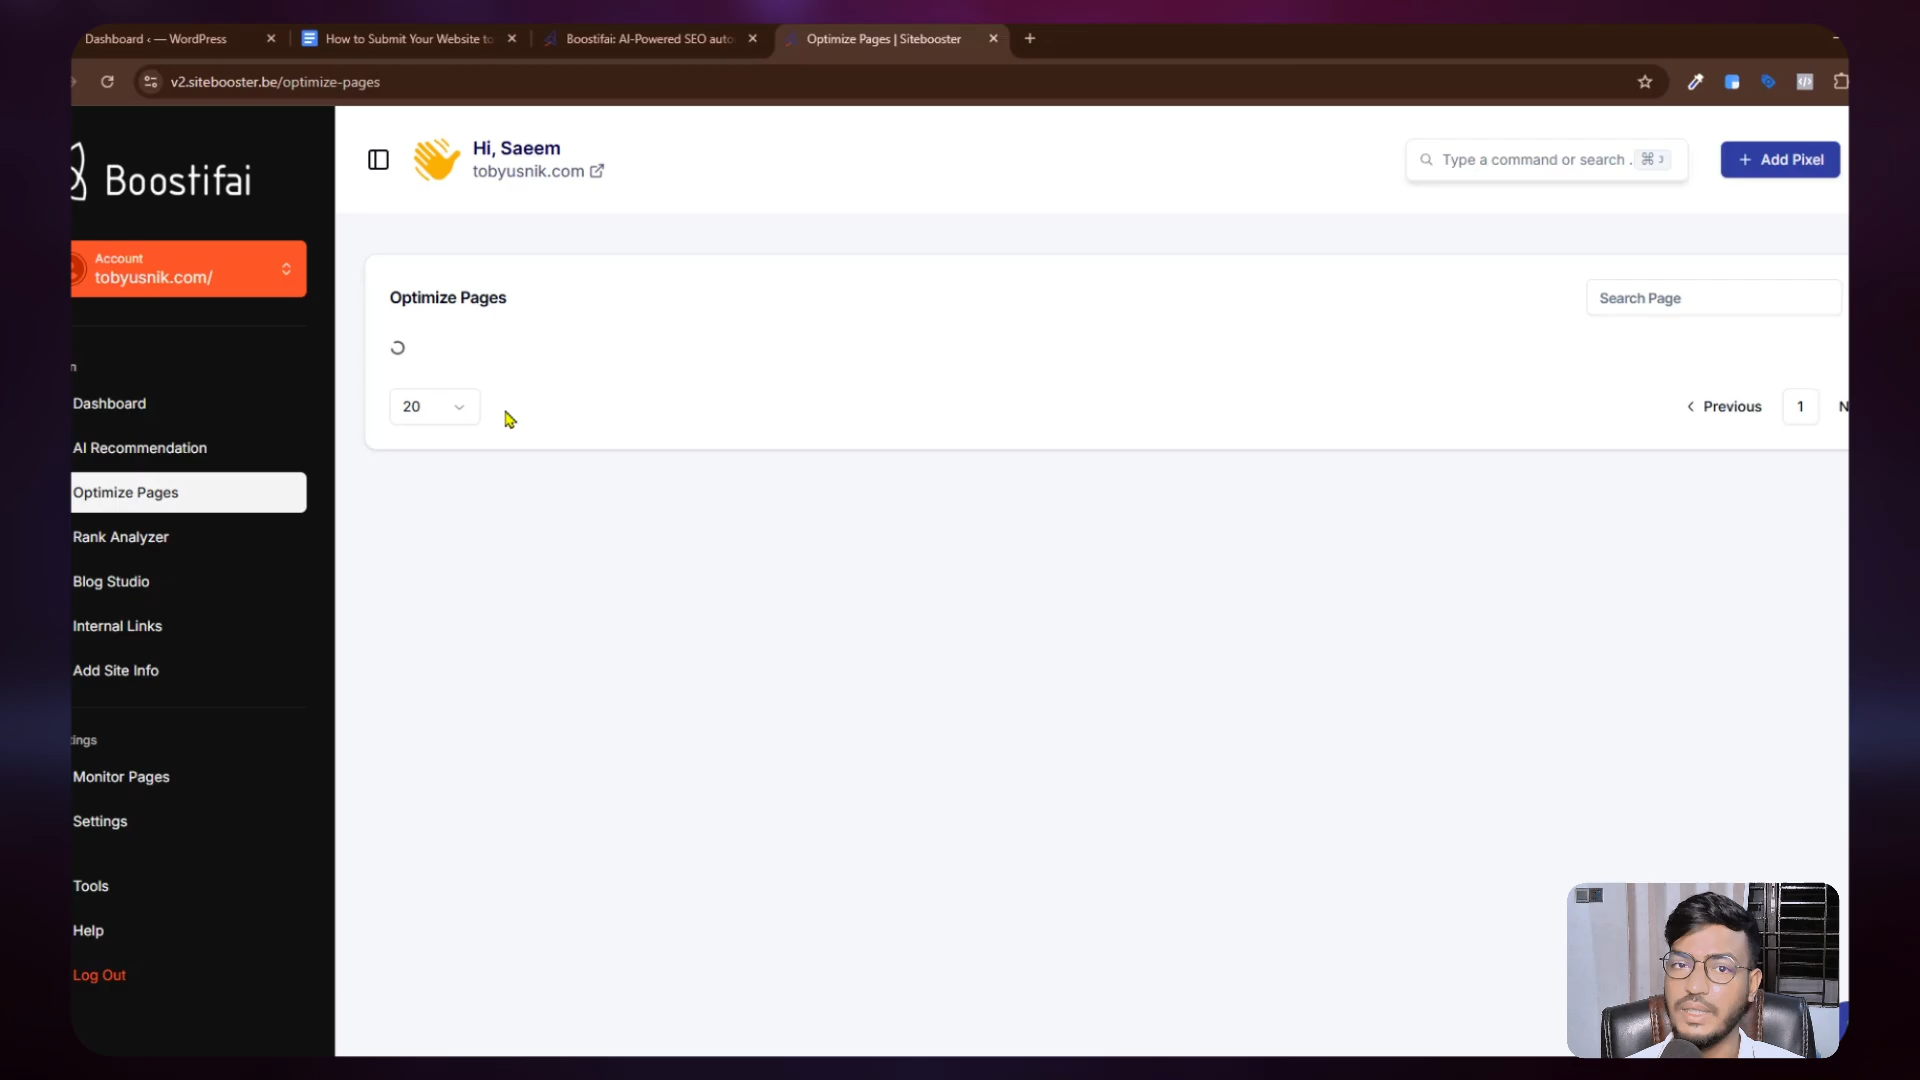 Dashboard ‹ — WordPress
How to Submit Your Website to
Boostifai: AI-Powered SEO auto
Optimize Pages | Sitebooster
v2.sitebooster.be/optimize-pages
Boostifai
Hi, Saeem
tobyusnik.com
Type a command or search .
⌘ J
+ Add Pixel
Account
tobyusnik.com/
Optimize Pages
Search Page
20
Previous
1
N
n
Dashboard
AI Recommendation
Optimize Pages
Rank Analyzer
Blog Studio
Internal Links
Add Site Info
tings
Monitor Pages
Settings
Tools
Help
Log Out